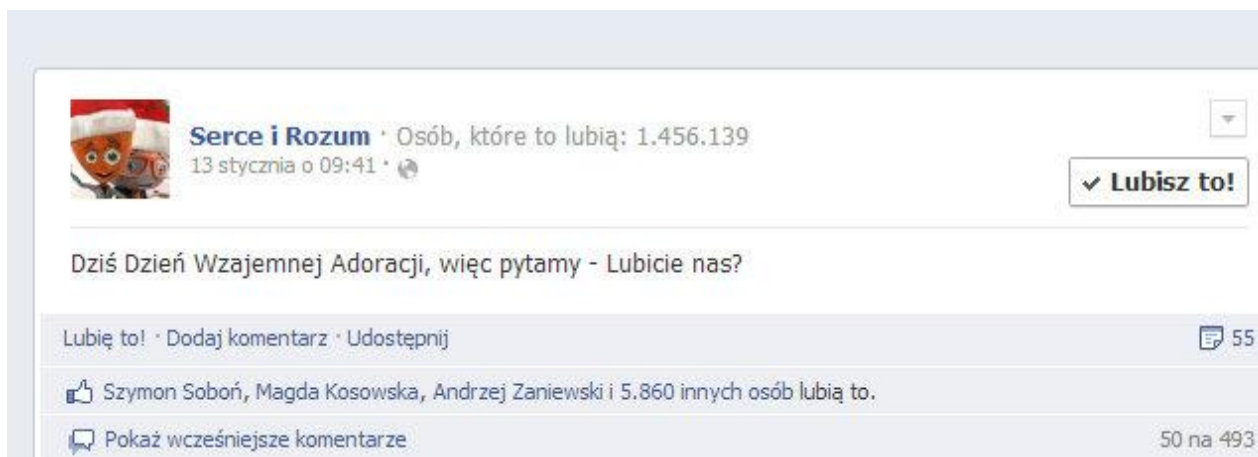 Serce i Rozum · Osób, które to lubią: 1.456.139
13 stycznia o 09:41 ·
✓ Lubisz to!
Dziś Dzień Wzajemnej Adoracji, więc pytamy - Lubicie nas?
Lubię to! · Dodaj komentarz · Udostępnij 55
Szymon Soboń, Magda Kosowska, Andrzej Zaniewski i 5.860 innych osób lubią to.
Pokaż wcześniejsze komentarze 50 na 493